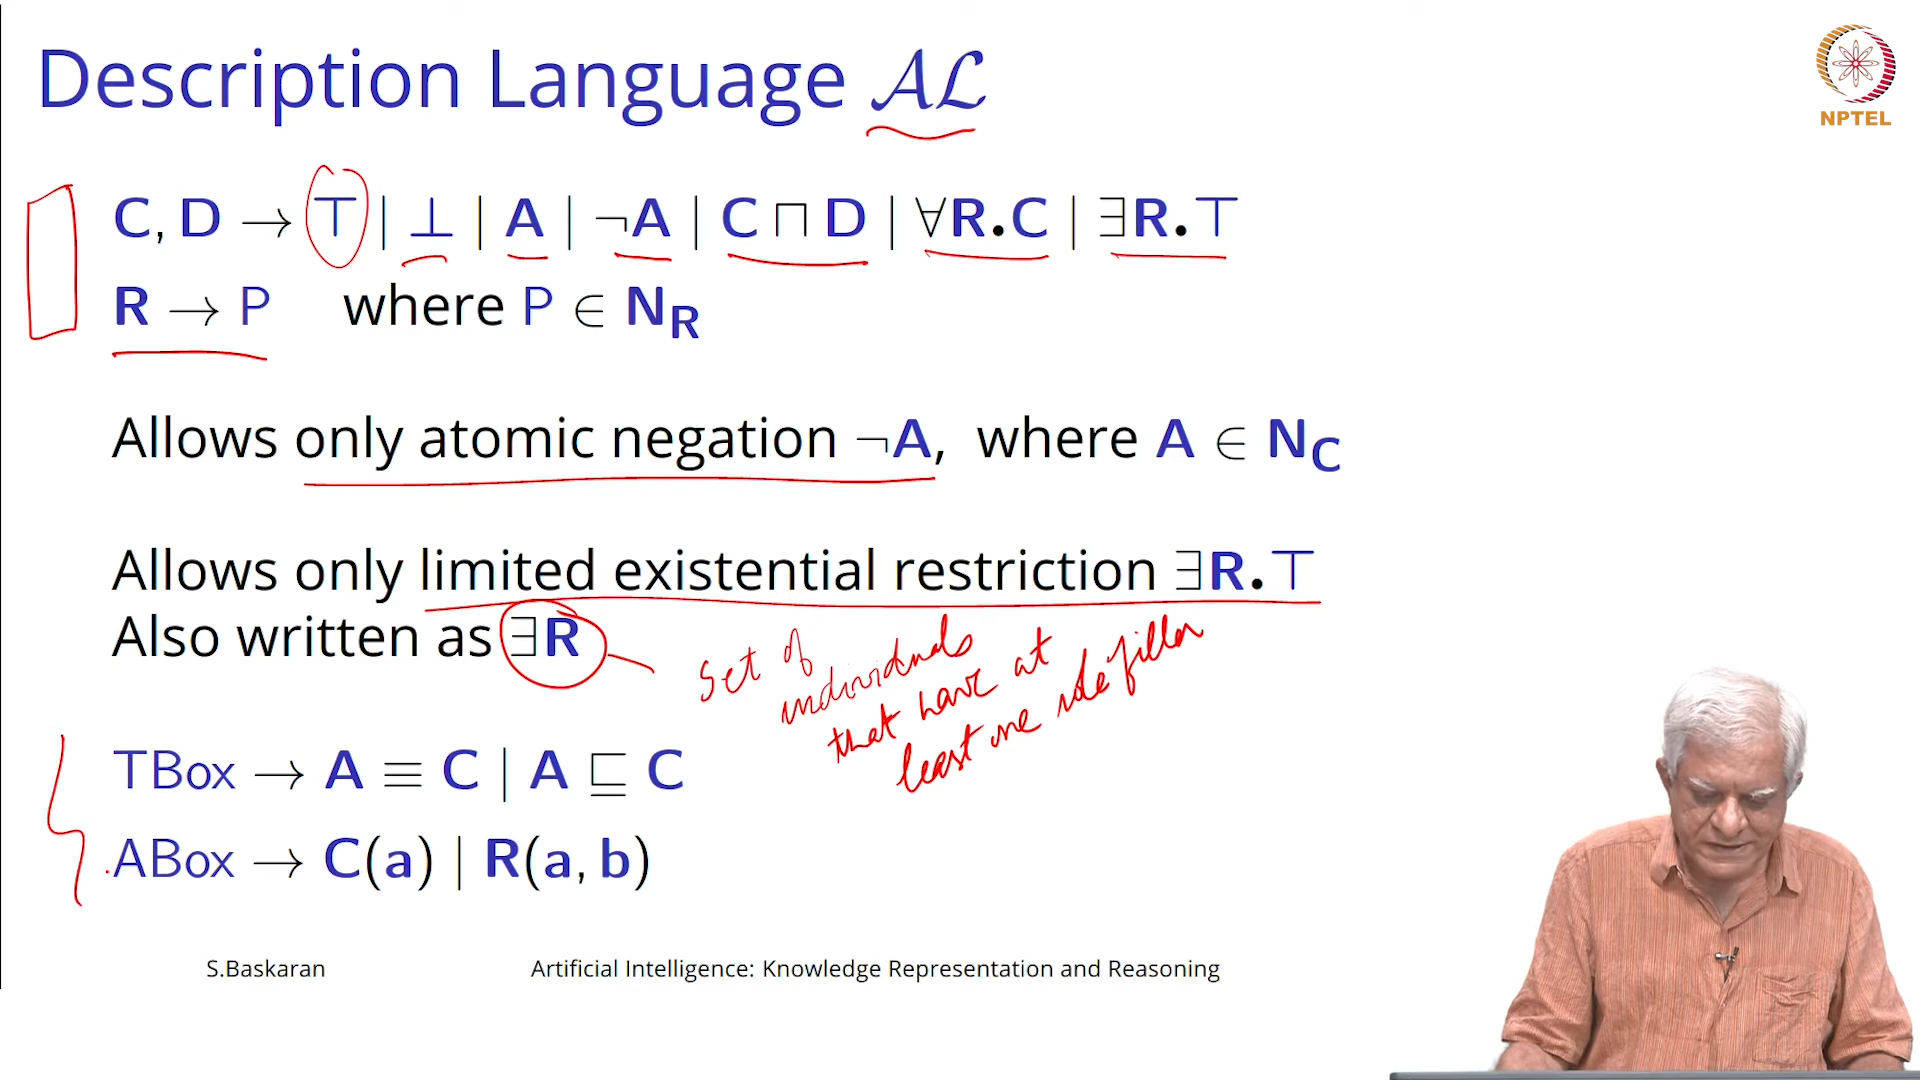 Description Language 𝒜ℒ
NPTEL
C, D → ⊤ | ⊥ | A | ¬A | C ⊓ D | ∀R.C | ∃R.⊤
R → P where P ∈ N_R
Allows only atomic negation ¬A, where A ∈ N_C
Allows only limited existential restriction ∃R.⊤
Also written as ∃R
Set of
individuals
that have at
least one role filler
TBox → A ≡ C | A ⊑ C
ABox → C(a) | R(a, b)
S.Baskaran
Artificial Intelligence: Knowledge Representation and Reasoning